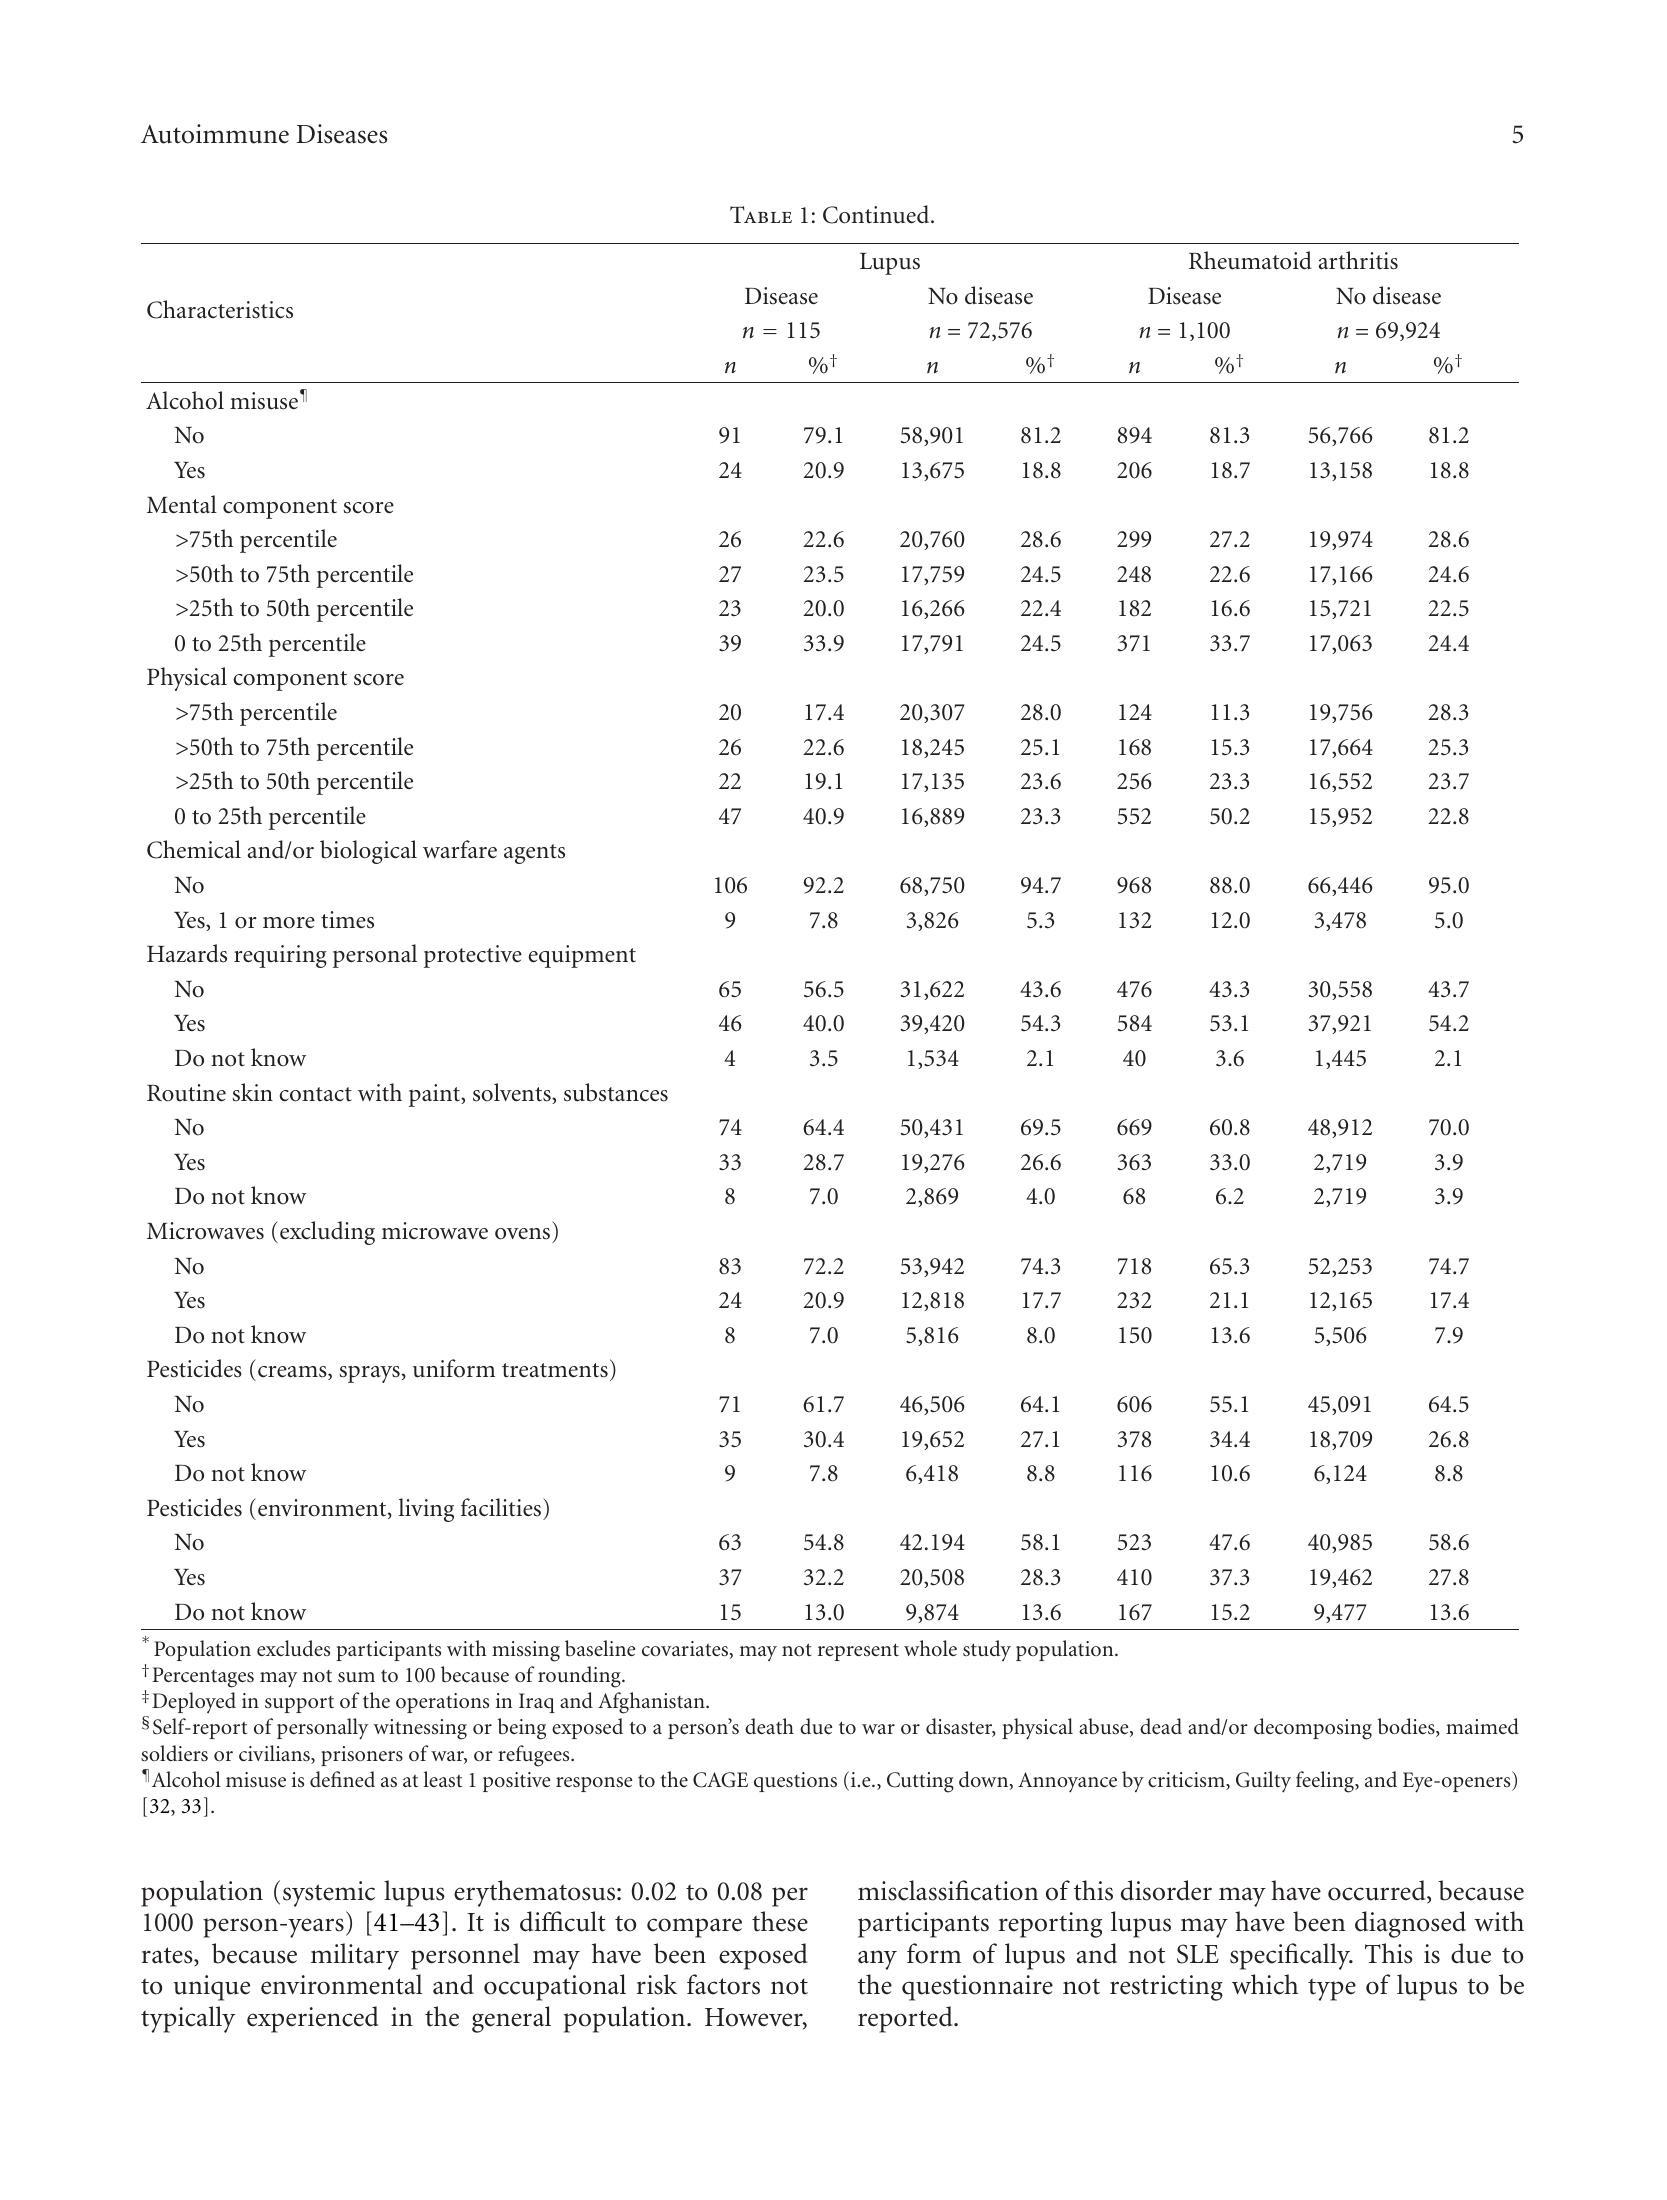 Autoimmune Diseases 5
TABLE 1: Continued.
Lupus Rheumatoid arthritis
Characteristics
Disease No disease Disease No disease
n = 115 n = 72,576 n = 1,100 n = 69,924
n %† n %† n %† n %†
Alcohol misuse¶
No 91 79.1 58,901 81.2 894 81.3 56,766 81.2
Yes 24 20.9 13,675 18.8 206 18.7 13,158 18.8
Mental component score
>75th percentile 26 22.6 20,760 28.6 299 27.2 19,974 28.6
>50th to 75th percentile 27 23.5 17,759 24.5 248 22.6 17,166 24.6
>25th to 50th percentile 23 20.0 16,266 22.4 182 16.6 15,721 22.5
0 to 25th percentile 39 33.9 17,791 24.5 371 33.7 17,063 24.4
Physical component score
>75th percentile 20 17.4 20,307 28.0 124 11.3 19,756 28.3
>50th to 75th percentile 26 22.6 18,245 25.1 168 15.3 17,664 25.3
>25th to 50th percentile 22 19.1 17,135 23.6 256 23.3 16,552 23.7
0 to 25th percentile 47 40.9 16,889 23.3 552 50.2 15,952 22.8
Chemical and/or biological warfare agents
No 106 92.2 68,750 94.7 968 88.0 66,446 95.0
Yes, 1 or more times 9 7.8 3,826 5.3 132 12.0 3,478 5.0
Hazards requiring personal protective equipment
No 65 56.5 31,622 43.6 476 43.3 30,558 43.7
Yes 46 40.0 39,420 54.3 584 53.1 37,921 54.2
Do not know 4 3.5 1,534 2.1 40 3.6 1,445 2.1
Routine skin contact with paint, solvents, substances
No 74 64.4 50,431 69.5 669 60.8 48,912 70.0
Yes 33 28.7 19,276 26.6 363 33.0 2,719 3.9
Do not know 8 7.0 2,869 4.0 68 6.2 2,719 3.9
Microwaves (excluding microwave ovens)
No 83 72.2 53,942 74.3 718 65.3 52,253 74.7
Yes 24 20.9 12,818 17.7 232 21.1 12,165 17.4
Do not know 8 7.0 5,816 8.0 150 13.6 5,506 7.9
Pesticides (creams, sprays, uniform treatments)
No 71 61.7 46,506 64.1 606 55.1 45,091 64.5
Yes 35 30.4 19,652 27.1 378 34.4 18,709 26.8
Do not know 9 7.8 6,418 8.8 116 10.6 6,124 8.8
Pesticides (environment, living facilities)
No 63 54.8 42.194 58.1 523 47.6 40,985 58.6
Yes 37 32.2 20,508 28.3 410 37.3 19,462 27.8
Do not know 15 13.0 9,874 13.6 167 15.2 9,477 13.6
*Population excludes participants with missing baseline covariates, may not represent whole study population.
†Percentages may not sum to 100 because of rounding.
‡Deployed in support of the operations in Iraq and Afghanistan.
§Self-report of personally witnessing or being exposed to a person's death due to war or disaster, physical abuse, dead and/or decomposing bodies, maimed
soldiers or civilians, prisoners of war, or refugees.
¶Alcohol misuse is defined as at least 1 positive response to the CAGE questions (i.e., Cutting down, Annoyance by criticism, Guilty feeling, and Eye-openers)
[32, 33].
population (systemic lupus erythematosus: 0.02 to 0.08 per
1000 person-years) [41–43]. It is difficult to compare these
rates, because military personnel may have been exposed
to unique environmental and occupational risk factors not
typically experienced in the general population. However,
misclassification of this disorder may have occurred, because
participants reporting lupus may have been diagnosed with
any form of lupus and not SLE specifically. This is due to
the questionnaire not restricting which type of lupus to be
reported.